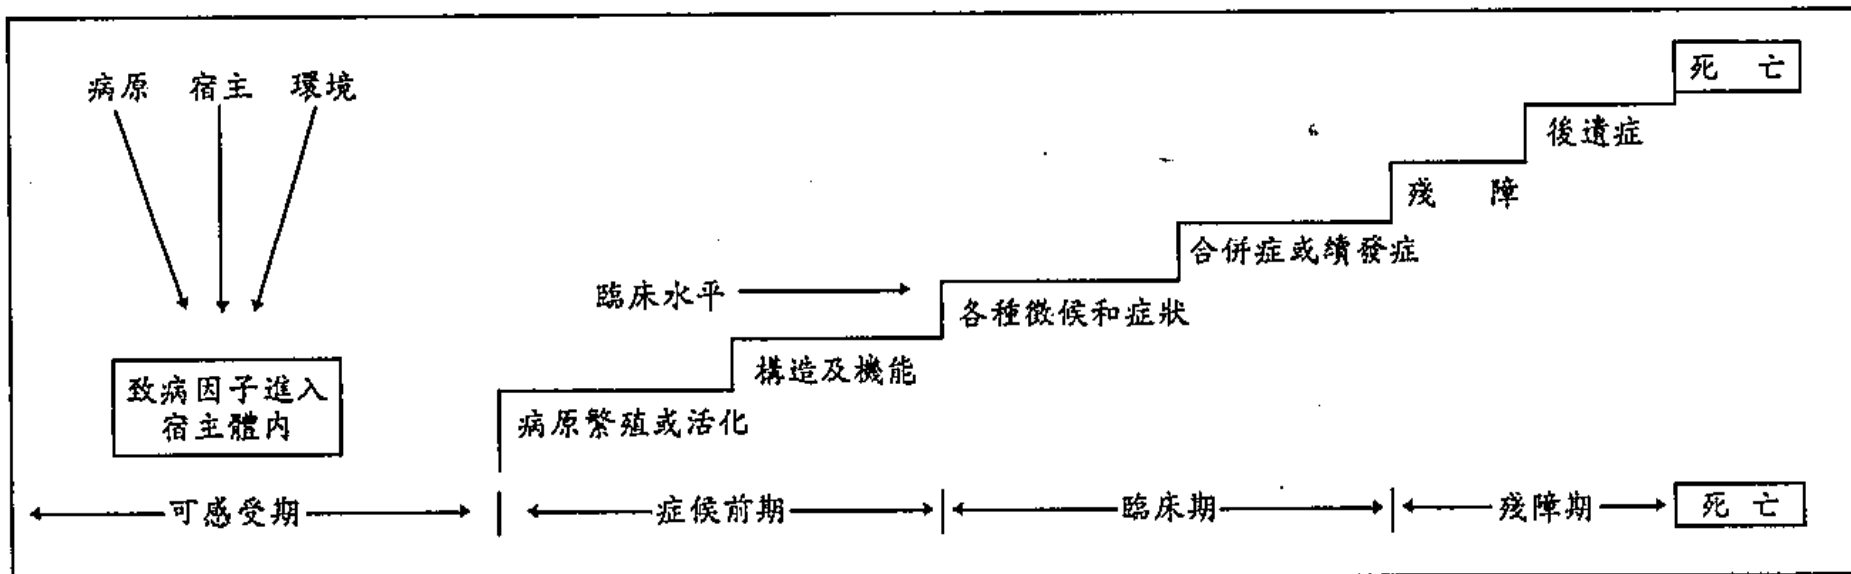 病原 宿主 環境
死 亡
後遺症
殘 障
合併症或續發症
臨床水平
各種徵候和症狀
構造及機能
致病因子進入
宿主體內
病原繁殖或活化
可感受期 症候前期 臨床期 殘障期 死 亡